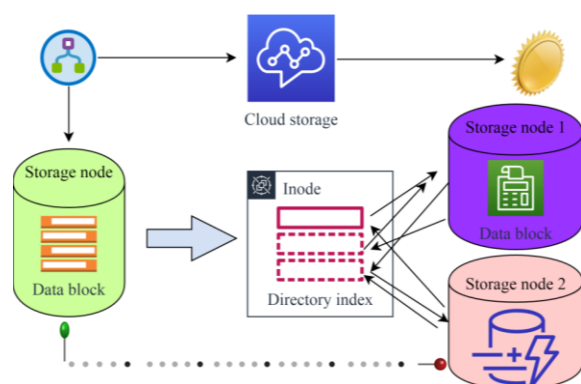 Cloud storage
Storage node 1
Storage node
Inode
Data block
Data block
Directory index
Storage node 2